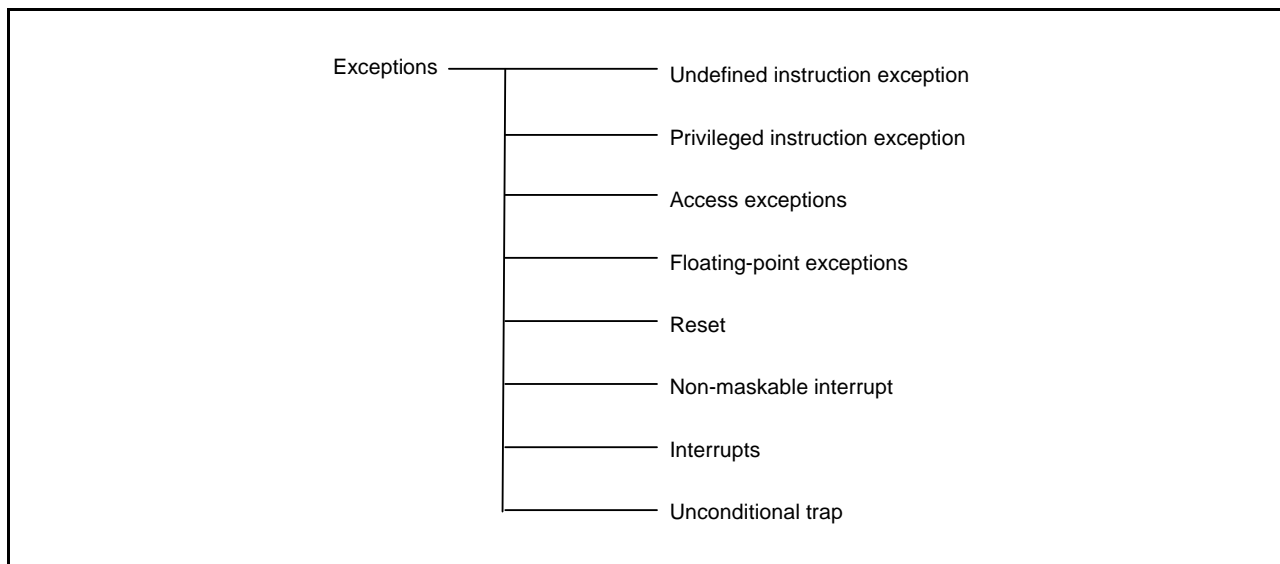 Exceptions
Undefined instruction exception
Privileged instruction exception
Access exceptions
Floating-point exceptions
Reset
Non-maskable interrupt
Interrupts
Unconditional trap